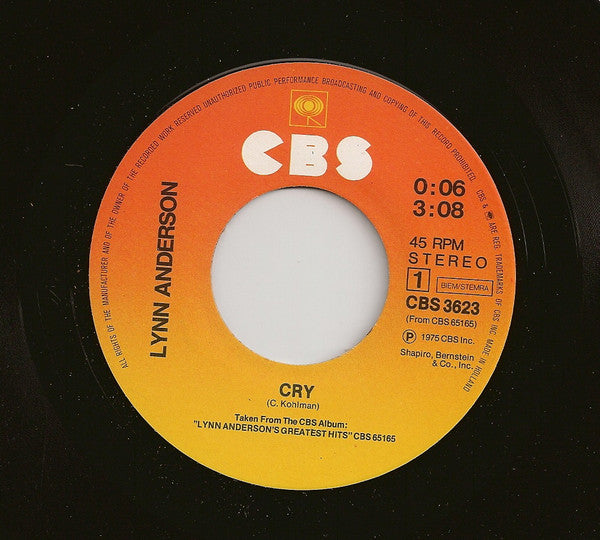 ALL RIGHTS OF THE MANUFACTURER AND OF THE OWNER OF THE RECORDED WORK RESERVED UNAUTHORIZED PUBLIC PERFORMANCE BROADCASTING AND COPYING OF THIS RECORD PROHIBITED. CBS & ARE REG. TRADEMARKS OF CBS INC. MADE IN HOLLAND
CBS
LYNN ANDERSON
0:06
3:08
45 RPM
STEREO
1 BIEM/STEMRA
CBS 3623
(From CBS 65165)
Ⓟ 1975 CBS Inc.
Shapiro, Bernstein
& Co., Inc.
CRY
(C. Kohlman)
Taken From The CBS Album:
"LYNN ANDERSON'S GREATEST HITS" CBS 65165